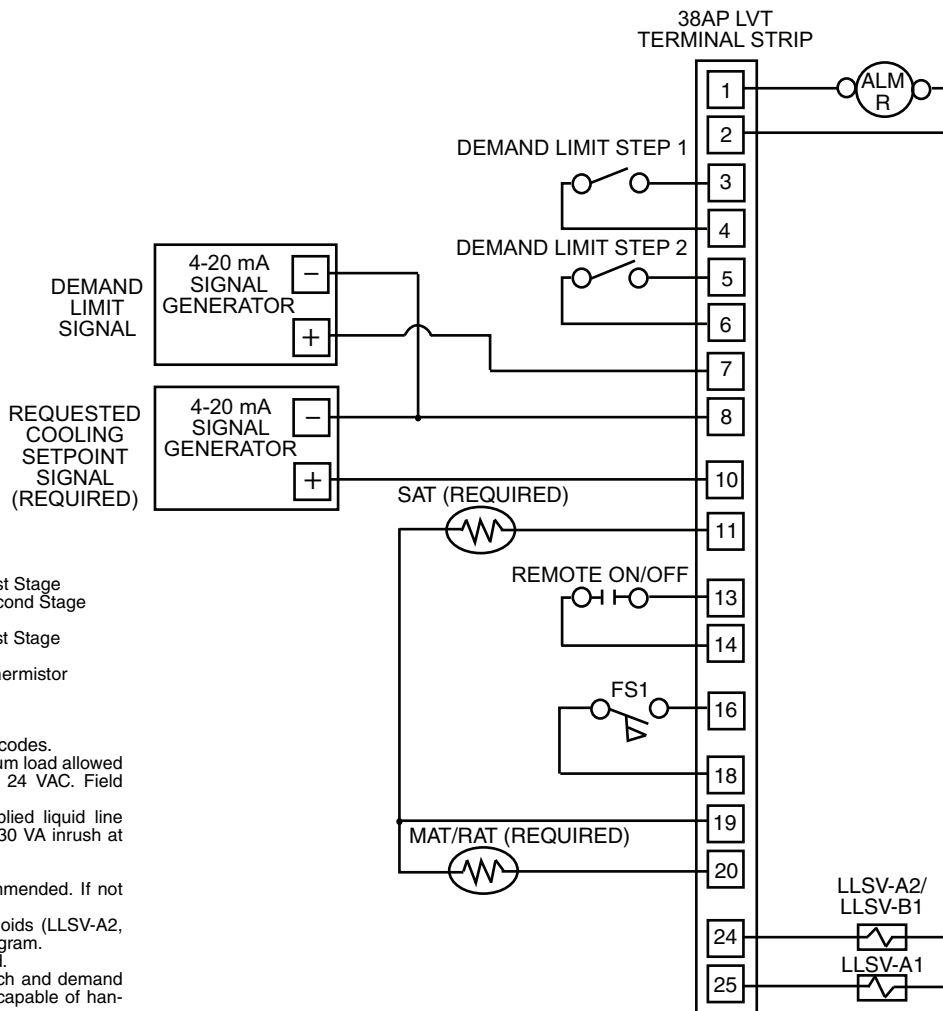 38AP LVT
TERMINAL STRIP
1
ALM
R
2
DEMAND LIMIT STEP 1
3
4
DEMAND LIMIT STEP 2
5
6
DEMAND
LIMIT
SIGNAL
4-20 mA
SIGNAL
GENERATOR
−
+
7
8
REQUESTED
COOLING
SETPOINT
SIGNAL
(REQUIRED)
4-20 mA
SIGNAL
GENERATOR
−
+
10
SAT (REQUIRED)
11
REMOTE ON/OFF
13
14
FS1
16
18
19
MAT/RAT (REQUIRED)
20
LLSV-A2/
LLSV-B1
24
LLSV-A1
25
st Stage
cond Stage
st Stage
ermistor
codes.
um load allowed
24 VAC. Field
plied liquid line
30 VA inrush at
mmended. If not
oids (LLSV-A2,
gram.
d.
ch and demand
capable of han-